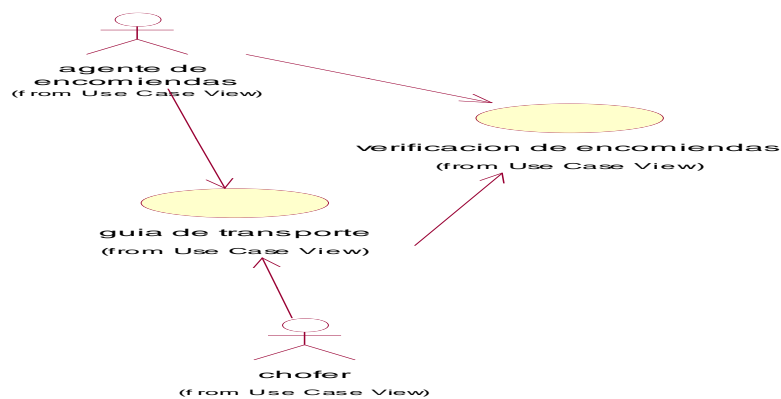 agente de
encomiendas
(from Use Case View)
verificacion de encomiendas
(from Use Case View)
guia de transporte
(from Use Case View)
chofer
(from Use Case View)